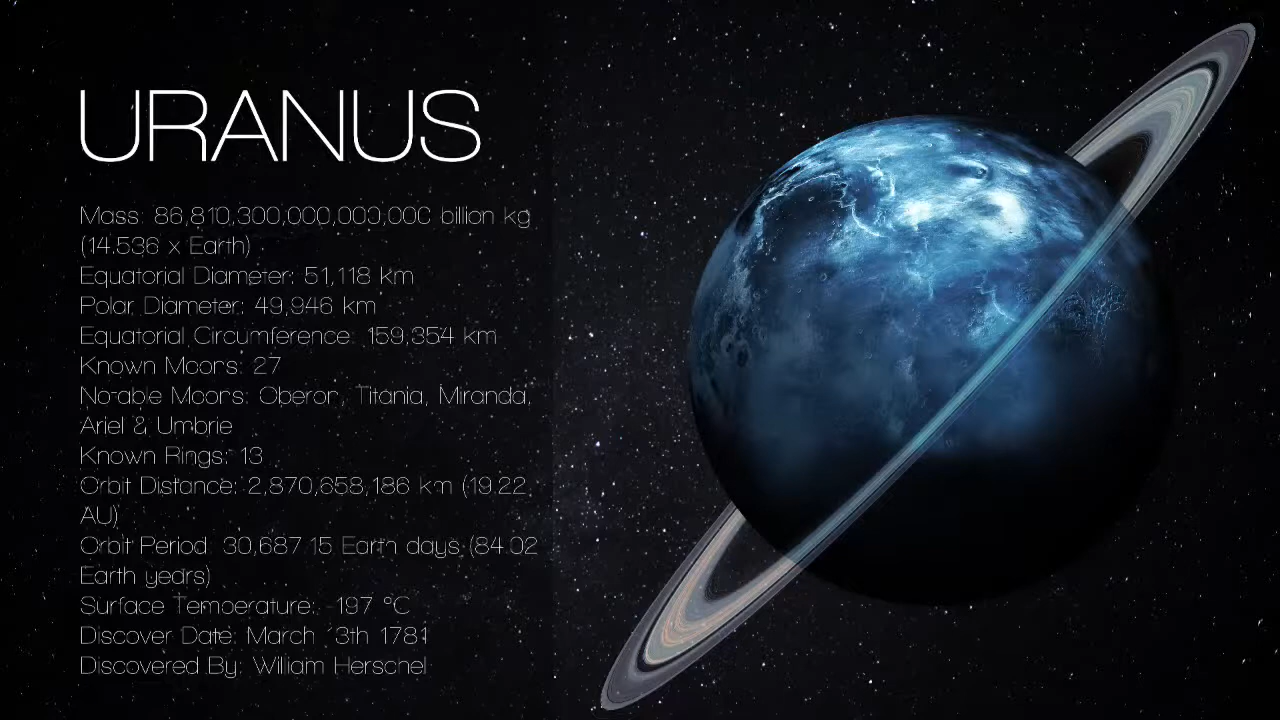 URANUS
Mass: 86,810,300,000,000,000 billion kg
(14.536 x Earth)
Equatorial Diameter: 51,118 km
Polar Diameter: 49,946 km
Equatorial Circumference: 159,354 km
Known Moons: 27
Notable Moons: Oberon, Titania, Miranda,
Ariel & Umbrie
Known Rings: 13
Orbit Distance: 2,870,658,186 km (19.22
AU)
Orbit Period: 30,687.15 Earth days (84.02
Earth years)
Surface Temperature: -197 °C
Discover Date: March 13th 1781
Discovered By: William Herschel